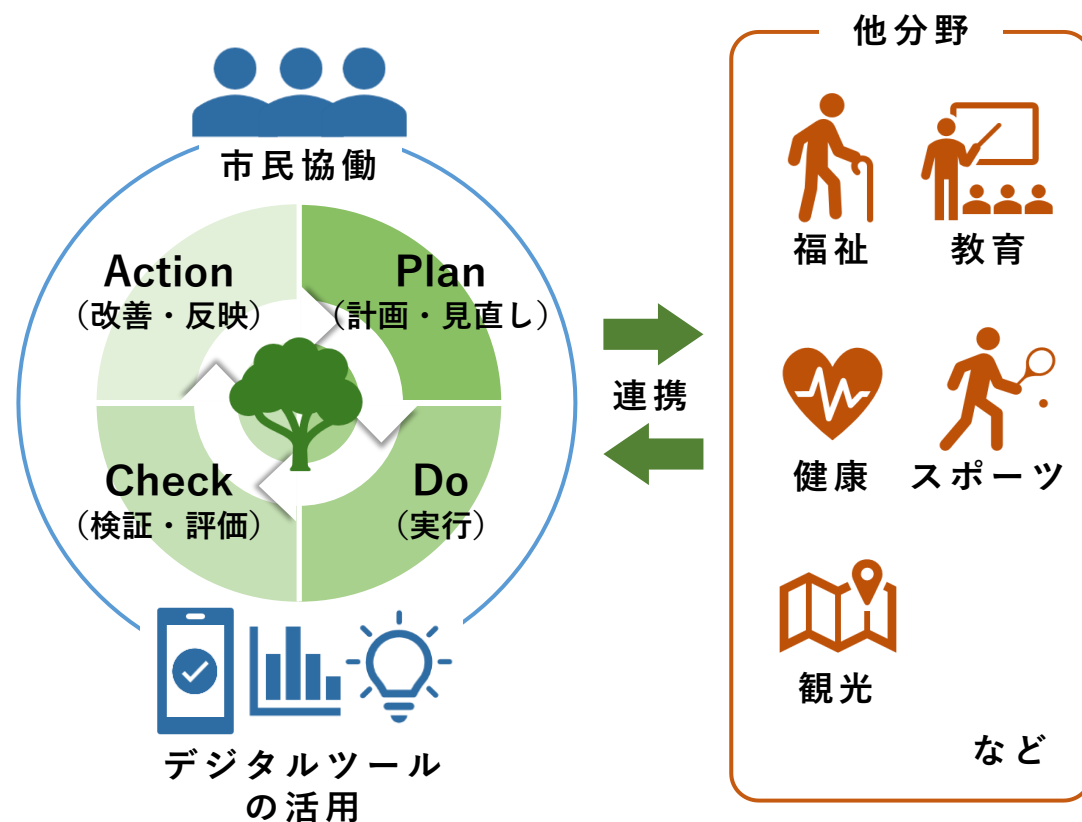 市民協働
Action
（改善・反映）
Plan
（計画・見直し）
Check
（検証・評価）
Do
（実行）
デジタルツール
の活用
連携
他分野
福祉
教育
健康
スポーツ
観光
など